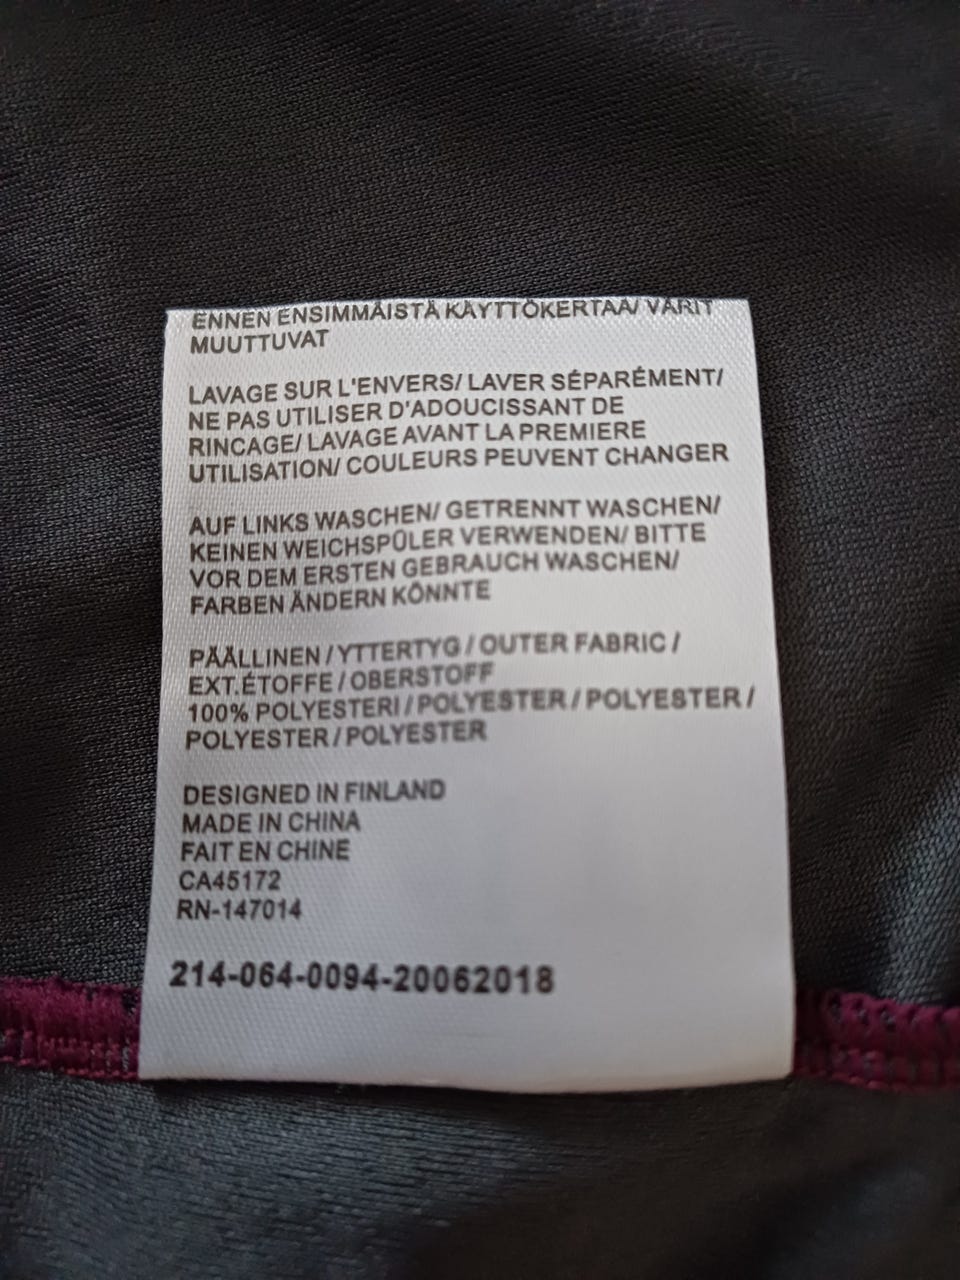 ENNEN ENSIMMÄISTÄ KÄYTTÖKERTAA/ VÄRIT
MUUTTUVAT
LAVAGE SUR L'ENVERS/ LAVER SÉPARÉMENT/
NE PAS UTILISER D'ADOUCISSANT DE
RINCAGE/ LAVAGE AVANT LA PREMIERE
UTILISATION/ COULEURS PEUVENT CHANGER
AUF LINKS WASCHEN/ GETRENNT WASCHEN/
KEINEN WEICHSPÜLER VERWENDEN/ BITTE
VOR DEM ERSTEN GEBRAUCH WASCHEN/
FARBEN ÄNDERN KÖNNTE
PÄÄLLINEN / YTTERTYG / OUTER FABRIC /
EXT.ÉTOFFE / OBERSTOFF
100% POLYESTERI / POLYESTER / POLYESTER /
POLYESTER / POLYESTER
DESIGNED IN FINLAND
MADE IN CHINA
FAIT EN CHINE
CA45172
RN-147014
214-064-0094-20062018